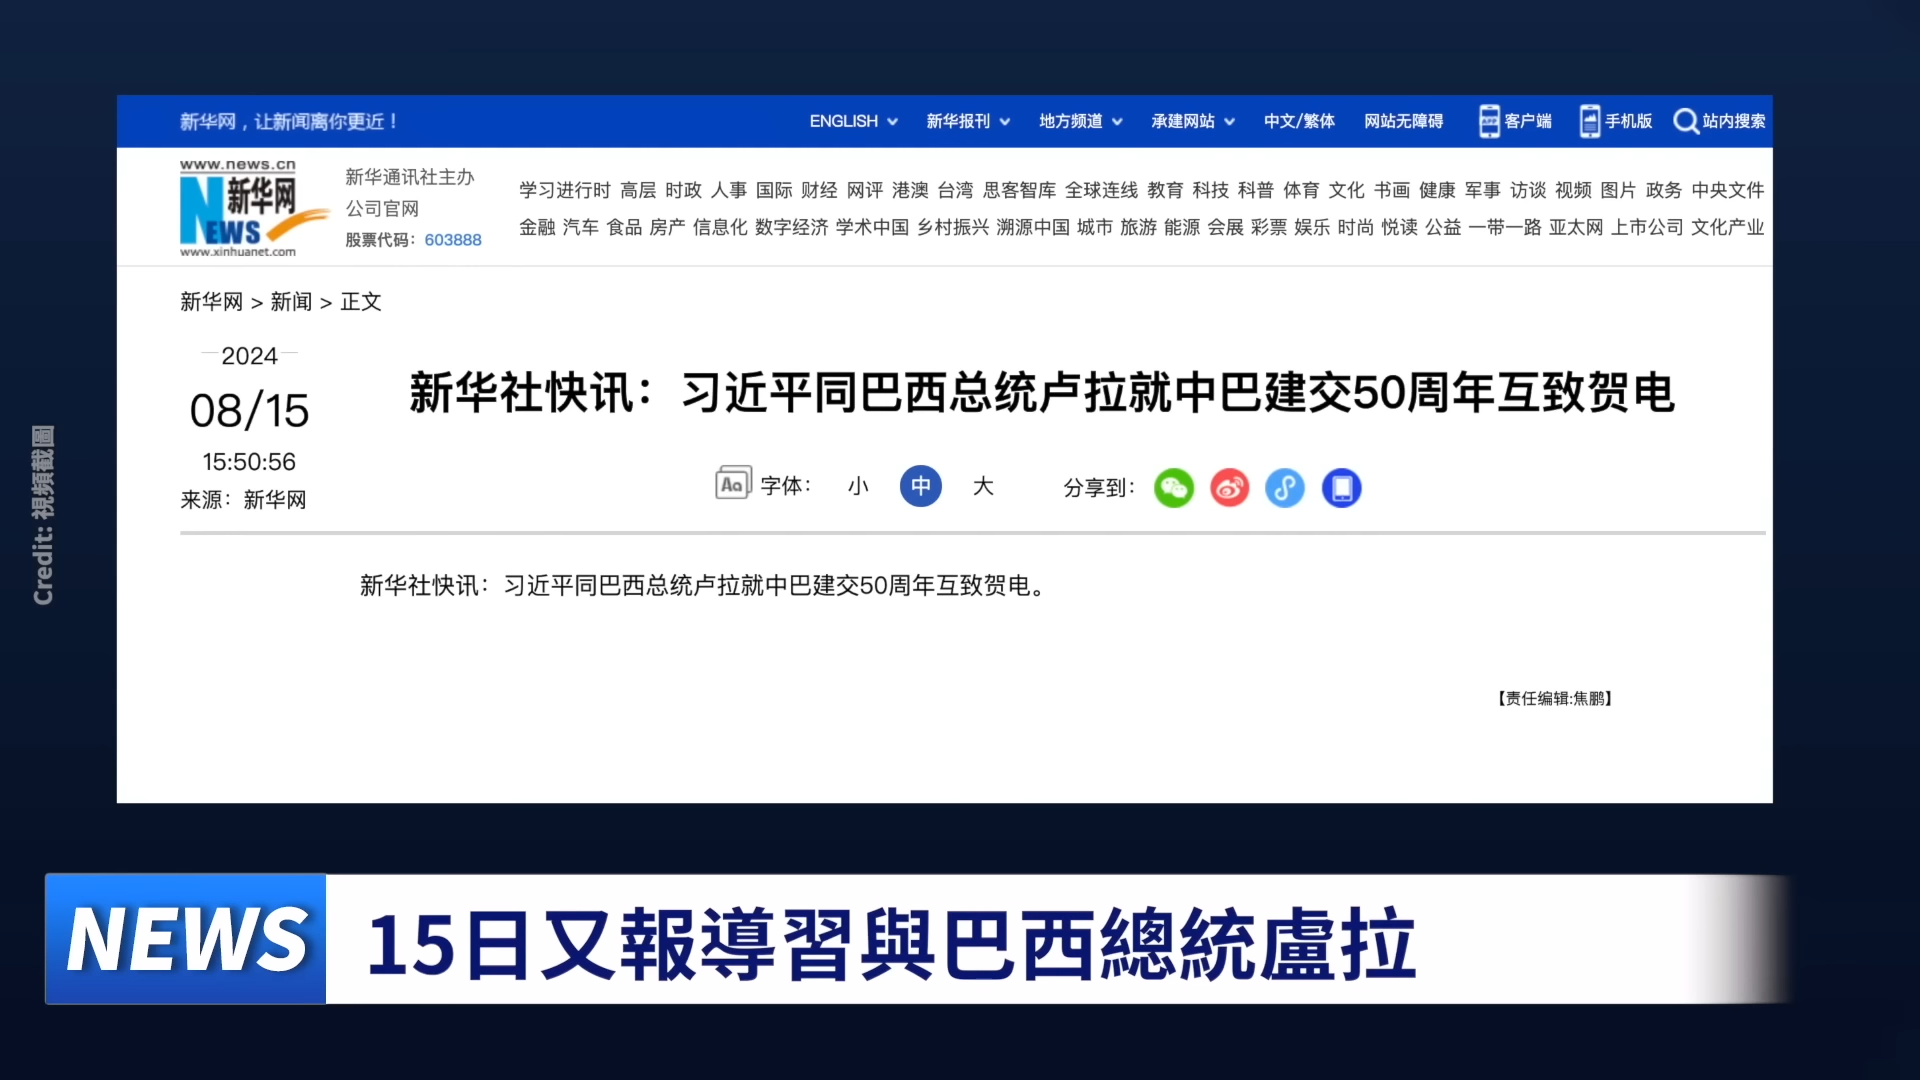 新华网，让新闻离你更近！
ENGLISH 新华报刊 地方频道 承建网站 中文/繁体 网站无障碍 客户端 手机版 站内搜索
www.news.cn
新华网
NEWS
www.xinhuanet.com
新华通讯社主办
公司官网
股票代码：603888
学习进行时 高层 时政 人事 国际 财经 网评 港澳 台湾 思客智库 全球连线 教育 科技 科普 体育 文化 书画 健康 军事 访谈 视频 图片 政务 中央文件
金融 汽车 食品 房产 信息化 数字经济 学术中国 乡村振兴 溯源中国 城市 旅游 能源 会展 彩票 娱乐 时尚 悦读 公益 一带一路 亚太网 上市公司 文化产业
新华网 > 新闻 > 正文
2024
08/15
15:50:56
来源：新华网
新华社快讯：习近平同巴西总统卢拉就中巴建交50周年互致贺电
Aa 字体： 小 中 大 分享到：
新华社快讯：习近平同巴西总统卢拉就中巴建交50周年互致贺电。
【责任编辑:焦鹏】
Credit: 視頻截圖
NEWS 15日又報導習與巴西總統盧拉